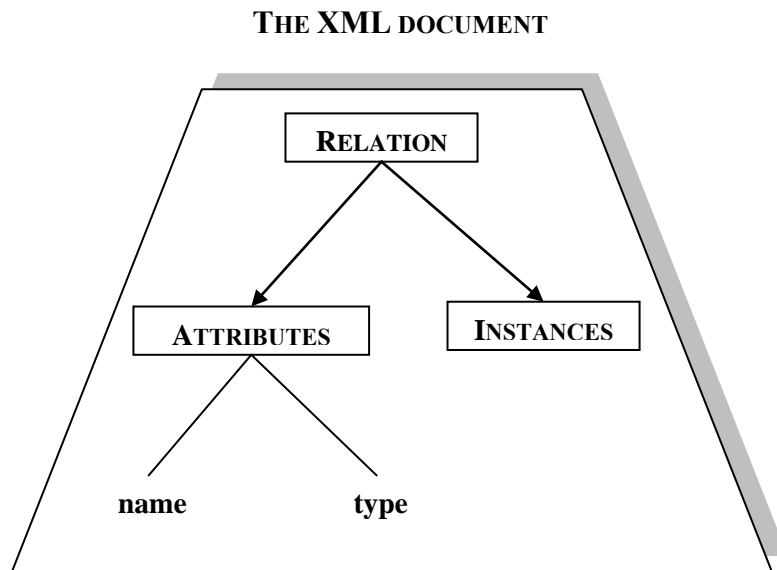 THE XML DOCUMENT
RELATION
ATTRIBUTES
INSTANCES
name
type